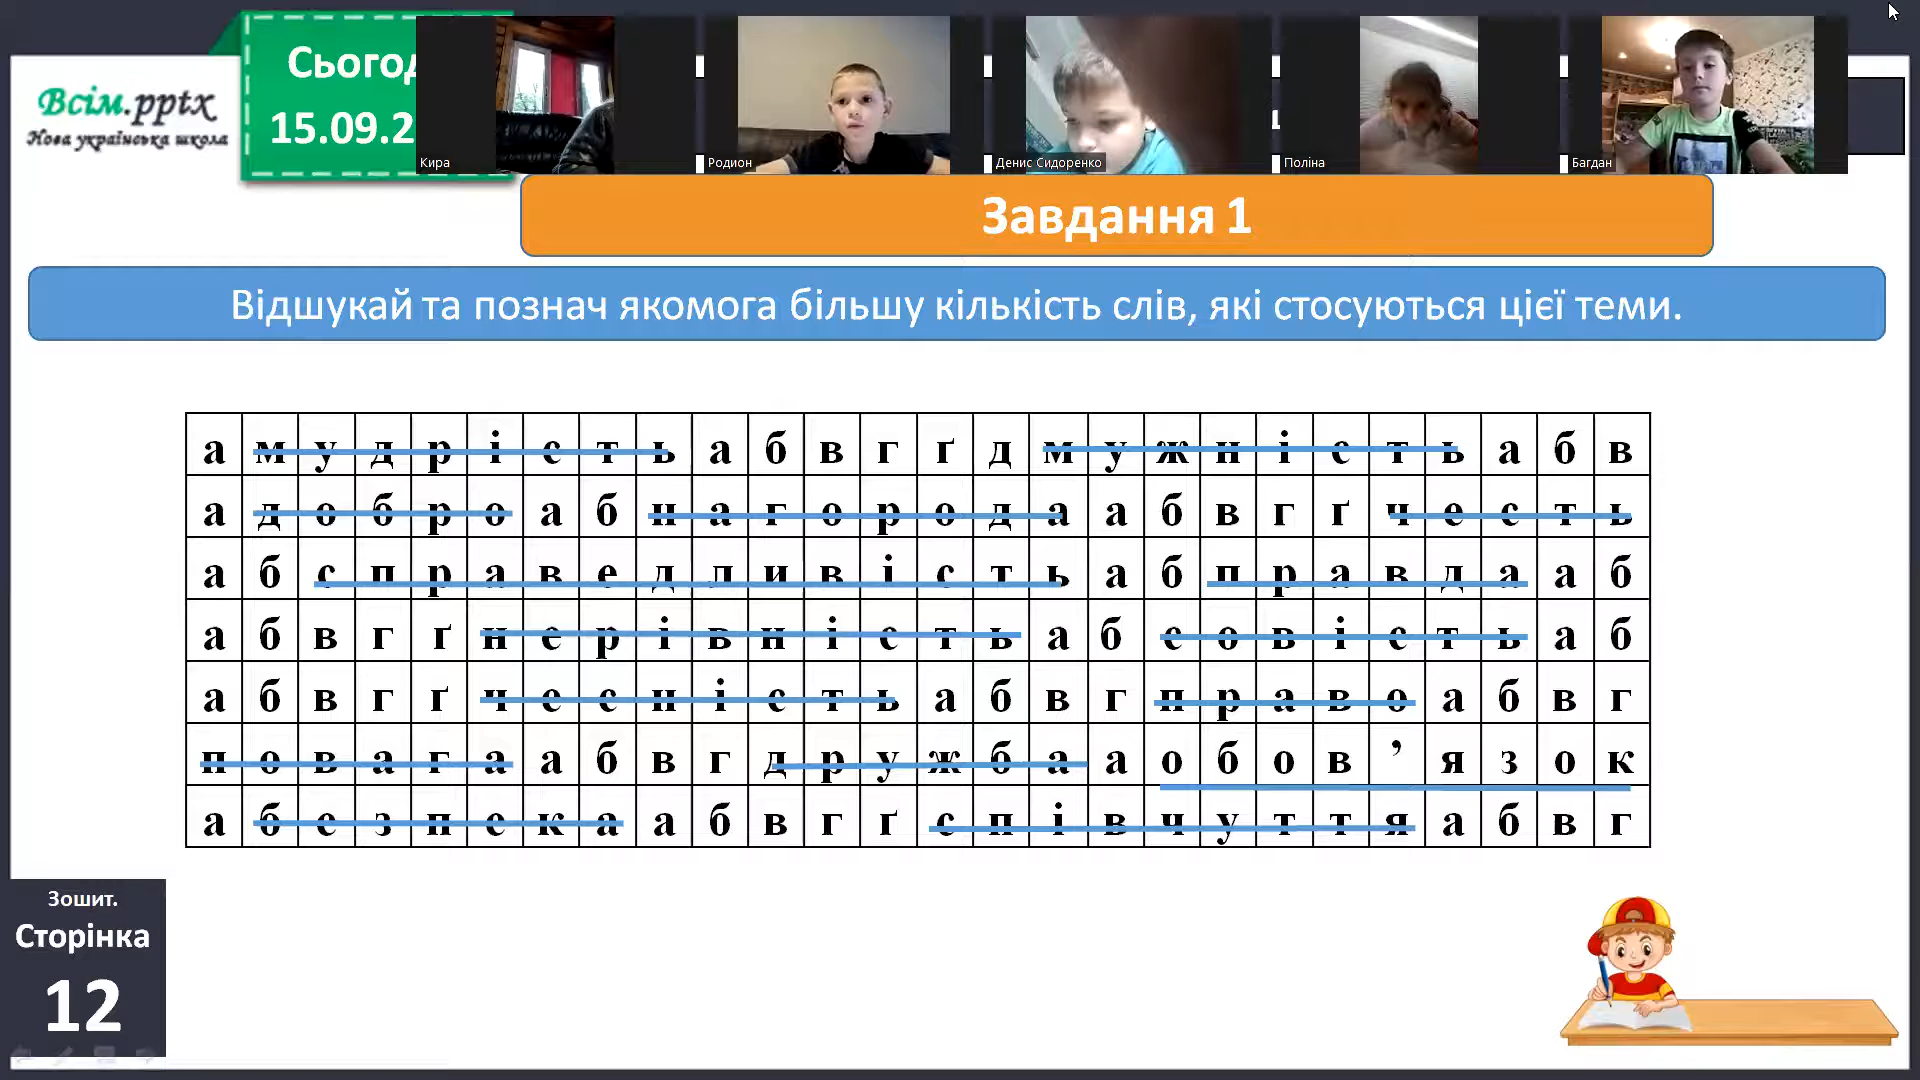 Сьогод
15.09.2
Всім.pptx
Нова українська школа
Кира
Родион
Денис Сидоренко
Поліна
Багдан
Завдання 1
Відшукай та познач якомога більшу кількість слів, які стосуються цієї теми.
а м у д р і с т ь а б в г ґ д м у ж н і с т ь а б в
а д о б р о а б н а г о р о д а а б в г ґ ч е с т ь
а б с п р а в е д л и в і с т ь а б п р а в д а а б
а б в г ґ н е р і в н і с т ь а б с о в і с т ь а б
а б в г ґ ч е с н і с т ь а б в г п р а в о а б в г
п о в а г а а б в г д р у ж б а а о б о в ’ я з о к
а б е з п е к а а б в г ґ с п і в ч у т т я а б в г
Зошит.
Сторінка
12